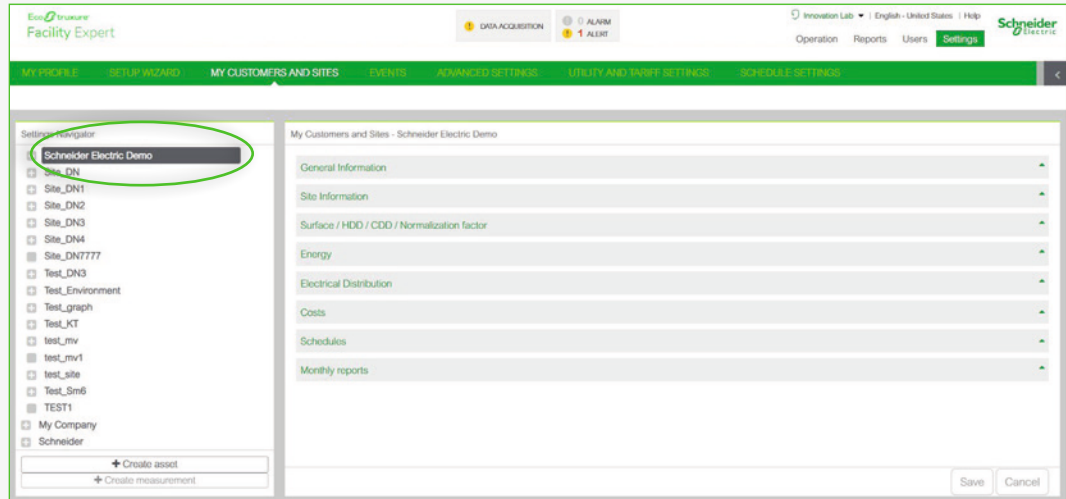 EcoStruxure
Facility Expert
DATA ACQUISITION
0 ALARM
1 ALERT
Innovation Lab | English - United States | Help
Operation Reports Users Settings
Schneider
Electric
MY PROFILE SETUP WIZARD MY CUSTOMERS AND SITES EVENTS ADVANCED SETTINGS UTILITY AND TARIFF SETTINGS SCHEDULE SETTINGS
Settings Navigator
Schneider Electric Demo
Site_DN
Site_DN1
Site_DN2
Site_DN3
Site_DN4
Site_DN7777
Test_DN3
Test_Environment
Test_graph
Test_KT
test_mv
test_mv1
test_site
Test_Sm6
TEST1
My Company
Schneider
+ Create asset
+ Create measurement
My Customers and Sites - Schneider Electric Demo
General Information
Site Information
Surface / HDD / CDD / Normalization factor
Energy
Electrical Distribution
Costs
Schedules
Monthly reports
Save Cancel